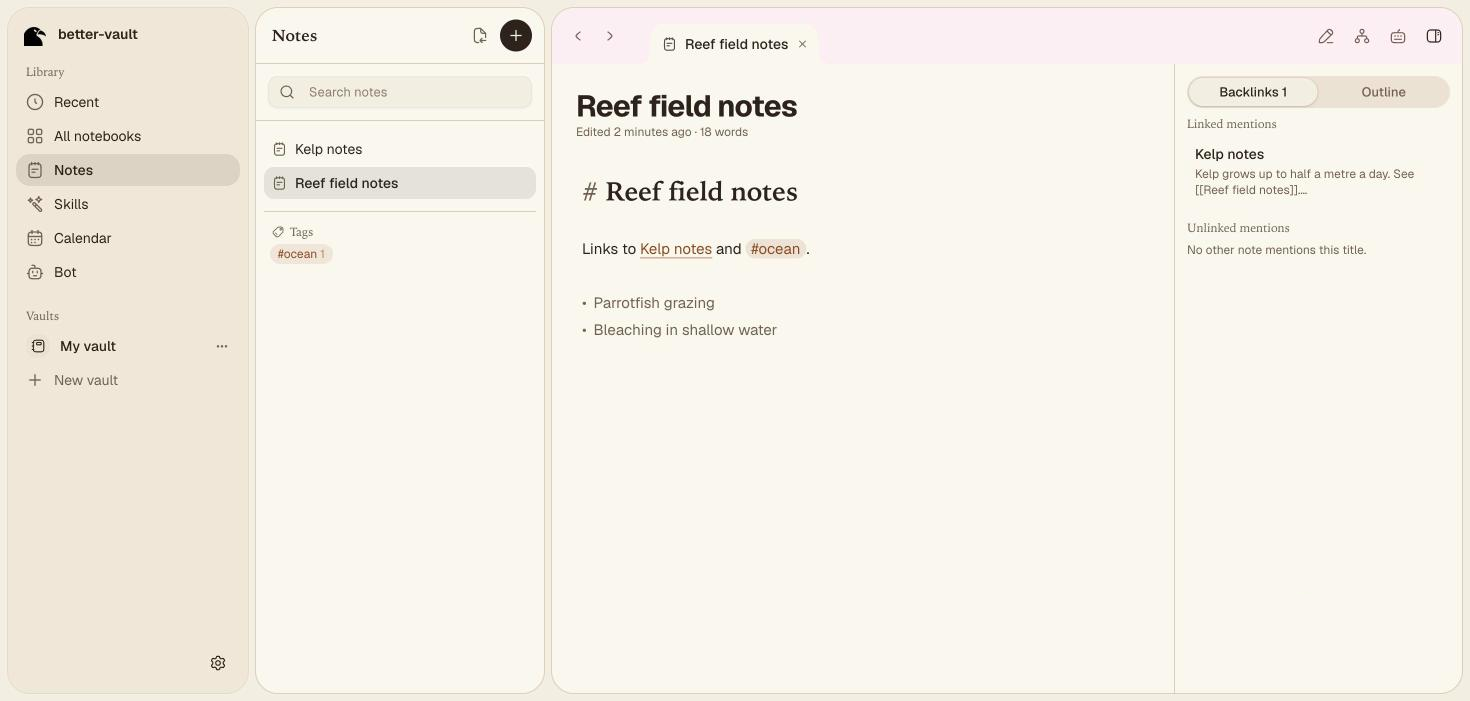 better-vault
Library
Recent
All notebooks
Notes
Skills
Calendar
Bot
Vaults
My vault
New vault
Notes
Search notes
Kelp notes
Reef field notes
Tags
#ocean 1
Reef field notes
Reef field notes
Edited 2 minutes ago · 18 words
# Reef field notes
Links to Kelp notes and #ocean.
• Parrotfish grazing
• Bleaching in shallow water
Backlinks 1
Outline
Linked mentions
Kelp notes
Kelp grows up to half a metre a day. See
[[Reef field notes]].…
Unlinked mentions
No other note mentions this title.